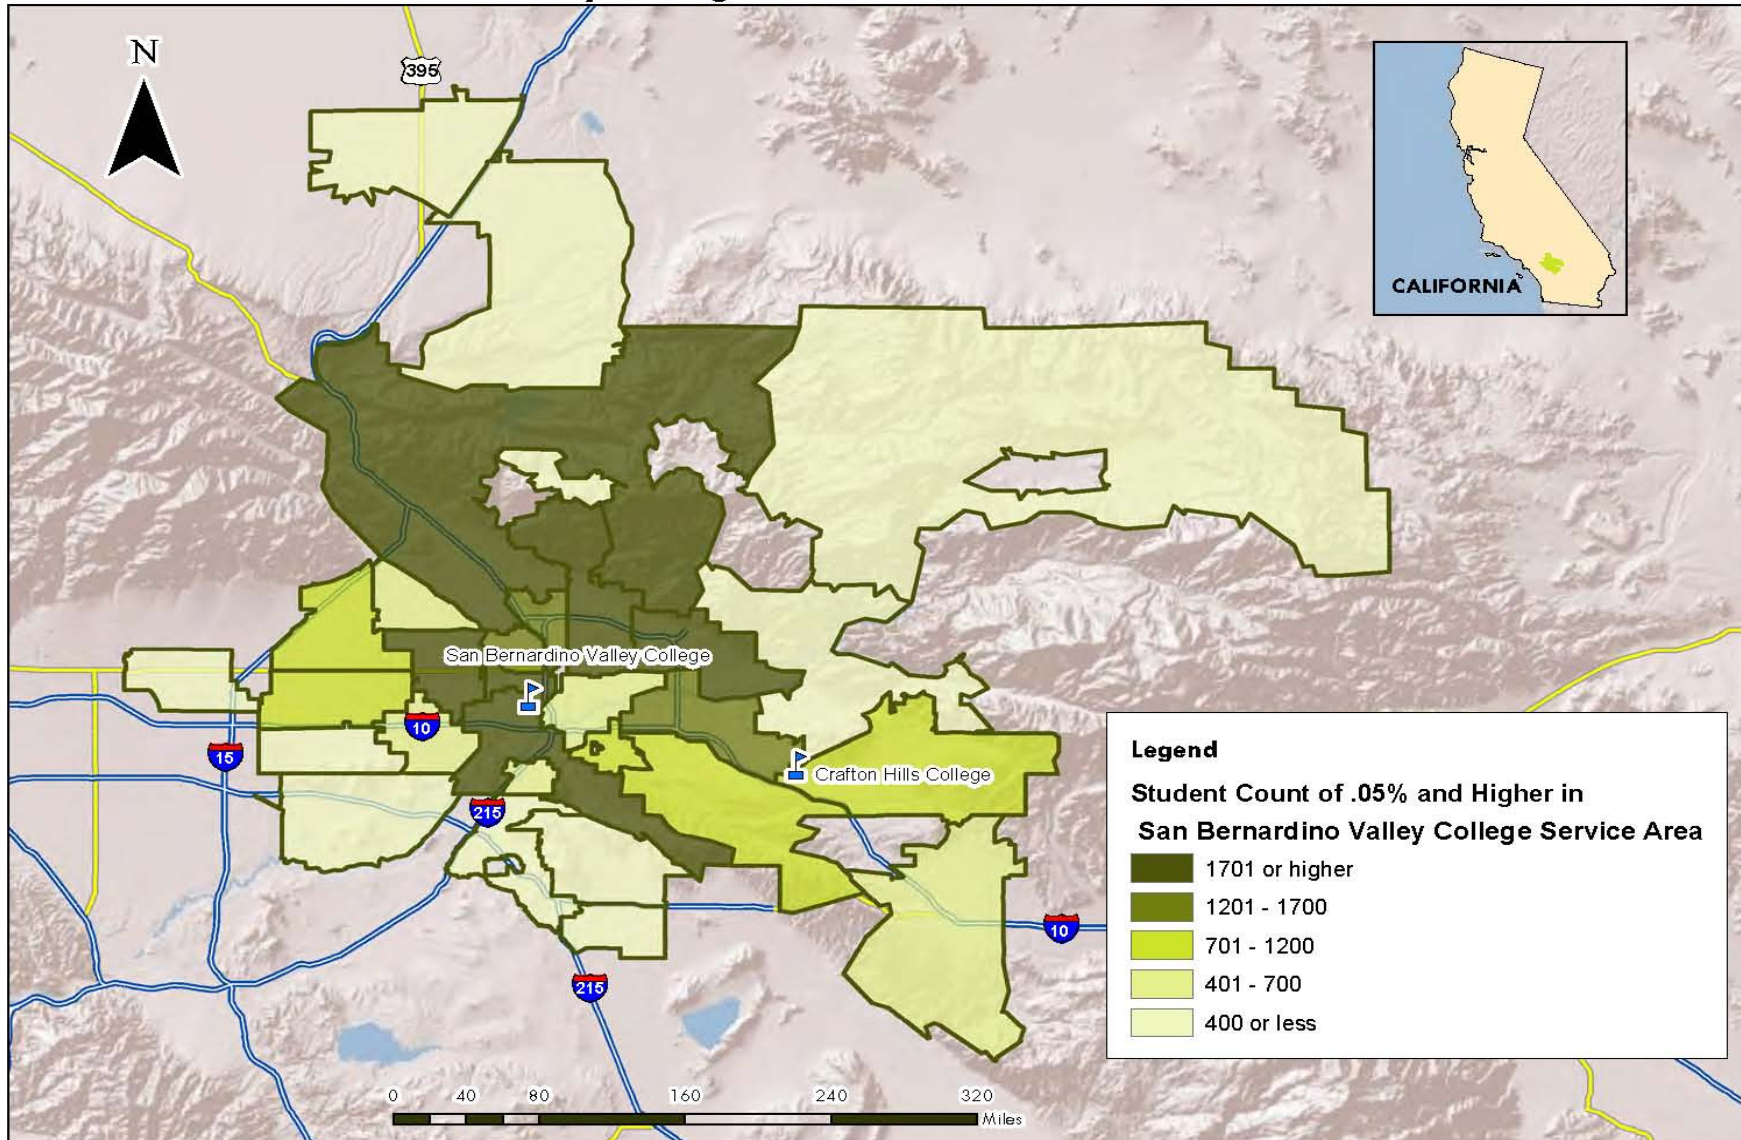 N
395
CALIFORNIA
San Bernardino Valley College
10
15
Crafton Hills College
215
10
215
Legend
Student Count of .05% and Higher in
San Bernardino Valley College Service Area
1701 or higher
1201 - 1700
701 - 1200
401 - 700
400 or less
0 40 80 160 240 320
Miles